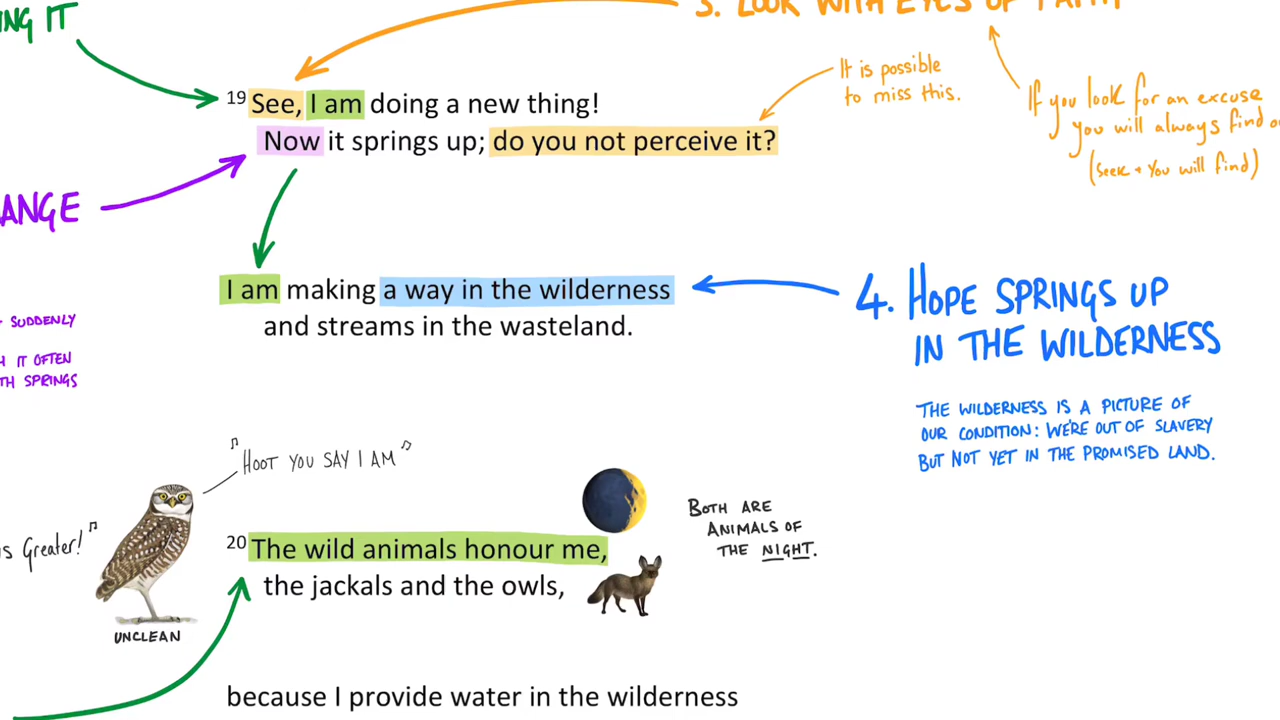 ING IT
3. LOOK WITH EYES OF FAITH
19 See, I am doing a new thing!
Now it springs up; do you not perceive it?
It is possible
to miss this.
If you look for an excuse
you will always find
(Seek + You will find)
ANGE
I am making a way in the wilderness
and streams in the wasteland.
4. HOPE SPRINGS UP
IN THE WILDERNESS
THE WILDERNESS IS A PICTURE OF
OUR CONDITION: WE'RE OUT OF SLAVERY
BUT NOT YET IN THE PROMISED LAND.
SUDDENLY
H IT OFTEN
TH SPRINGS
"HOOT YOU SAY I AM"
is Greater!"
UNCLEAN
20 The wild animals honour me,
the jackals and the owls,
BOTH ARE
ANIMALS OF
THE NIGHT.
because I provide water in the wilderness